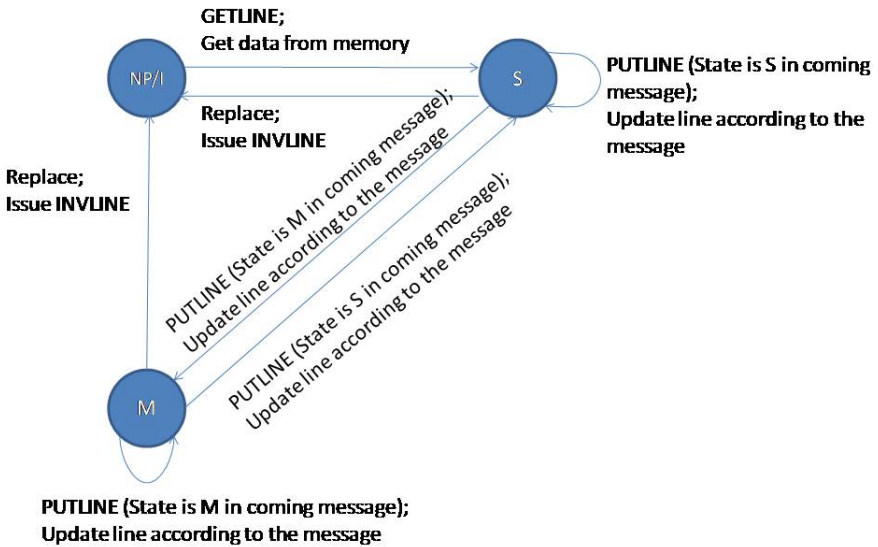 GETLINE;
Get data from memory
NP/I
S
PUTLINE (State is S in coming
message);
Update line according to the
message
Replace;
Issue INVLINE
Replace;
Issue INVLINE
PUTLINE (State is M in coming message);
Update line according to the message
PUTLINE (State is S in coming message);
Update line according to the message
M
PUTLINE (State is M in coming message);
Update line according to the message